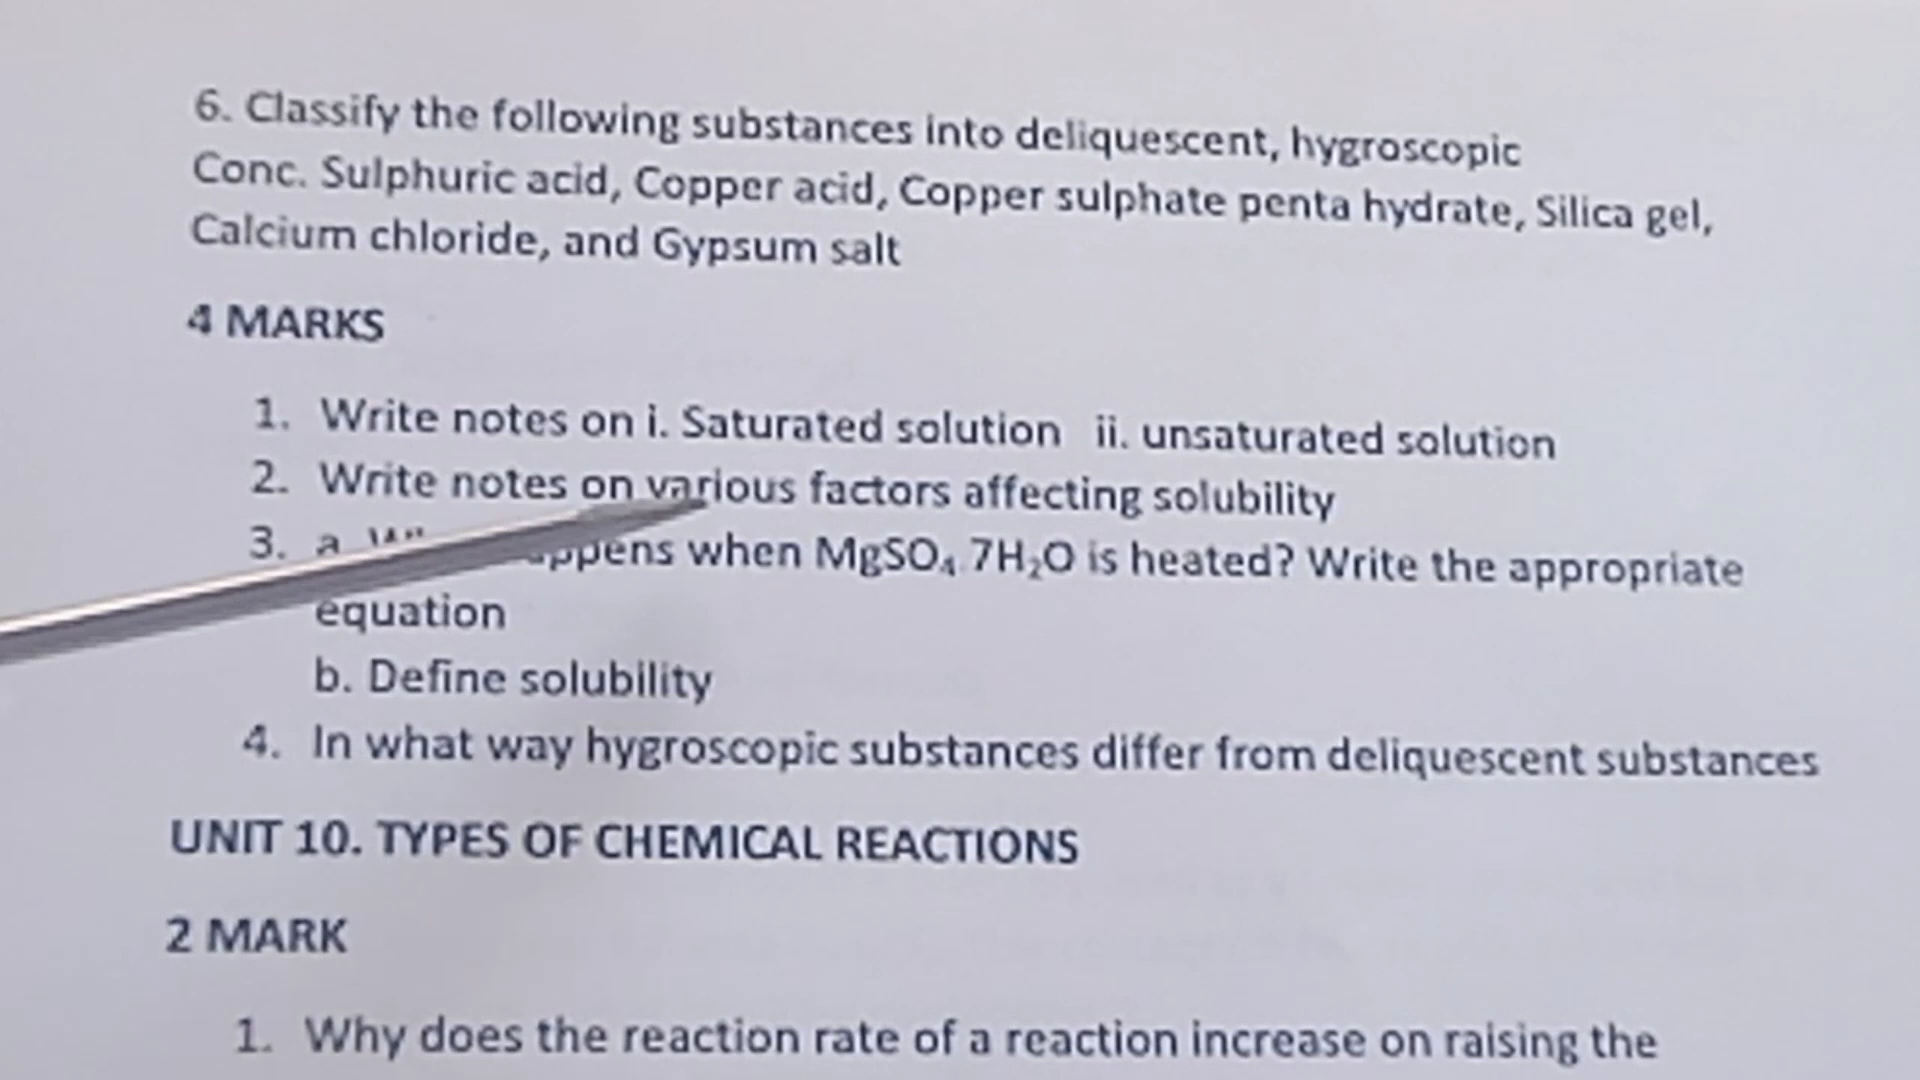 6. Classify the following substances into deliquescent, hygroscopic
Conc. Sulphuric acid, Copper acid, Copper sulphate penta hydrate, Silica gel,
Calcium chloride, and Gypsum salt
4 MARKS
1. Write notes on i. Saturated solution ii. unsaturated solution
2. Write notes on various factors affecting solubility
3. a when MgSO₄ 7H₂O is heated? Write the appropriate
equation
b. Define solubility
4. In what way hygroscopic substances differ from deliquescent substances
UNIT 10. TYPES OF CHEMICAL REACTIONS
2 MARK
1. Why does the reaction rate of a reaction increase on raising the